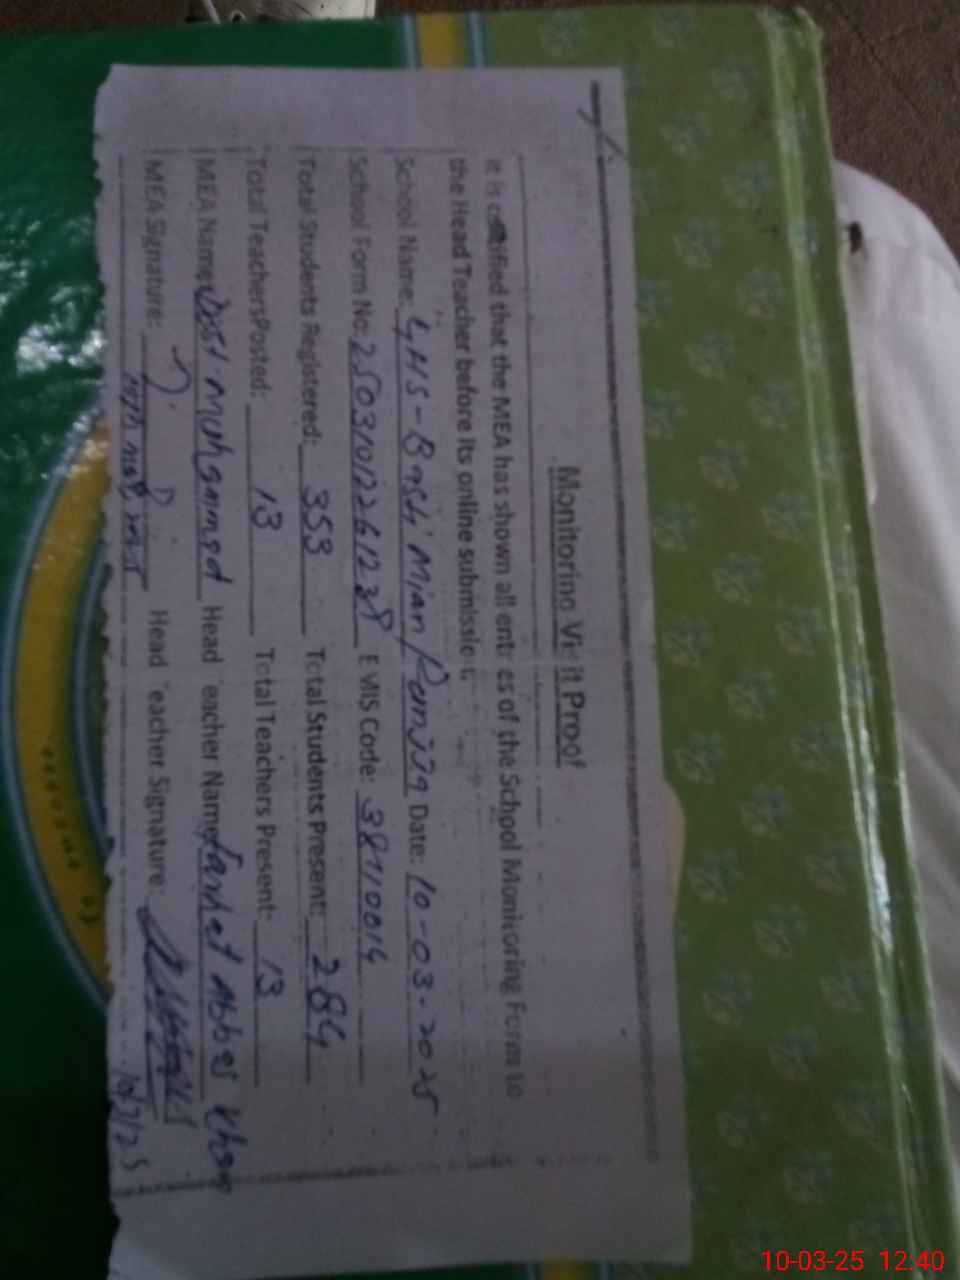 Monitoring Visit Proof
It is certified that the MEA has shown all entries of the School Monitoring Form to
the Head Teacher before its online submission.
School Name: GHS-Basti Mian Date: 10-03-2025
School Form No: EMIS Code:
Total Students Registered: 353 Total Students Present: 284
Total Teachers Posted: 13 Total Teachers Present: 13
MEA Name: Dost Muhammad Head Teacher Name: Abbas Khan
MEA Signature: Head Teacher Signature:
10-03-25 12:40